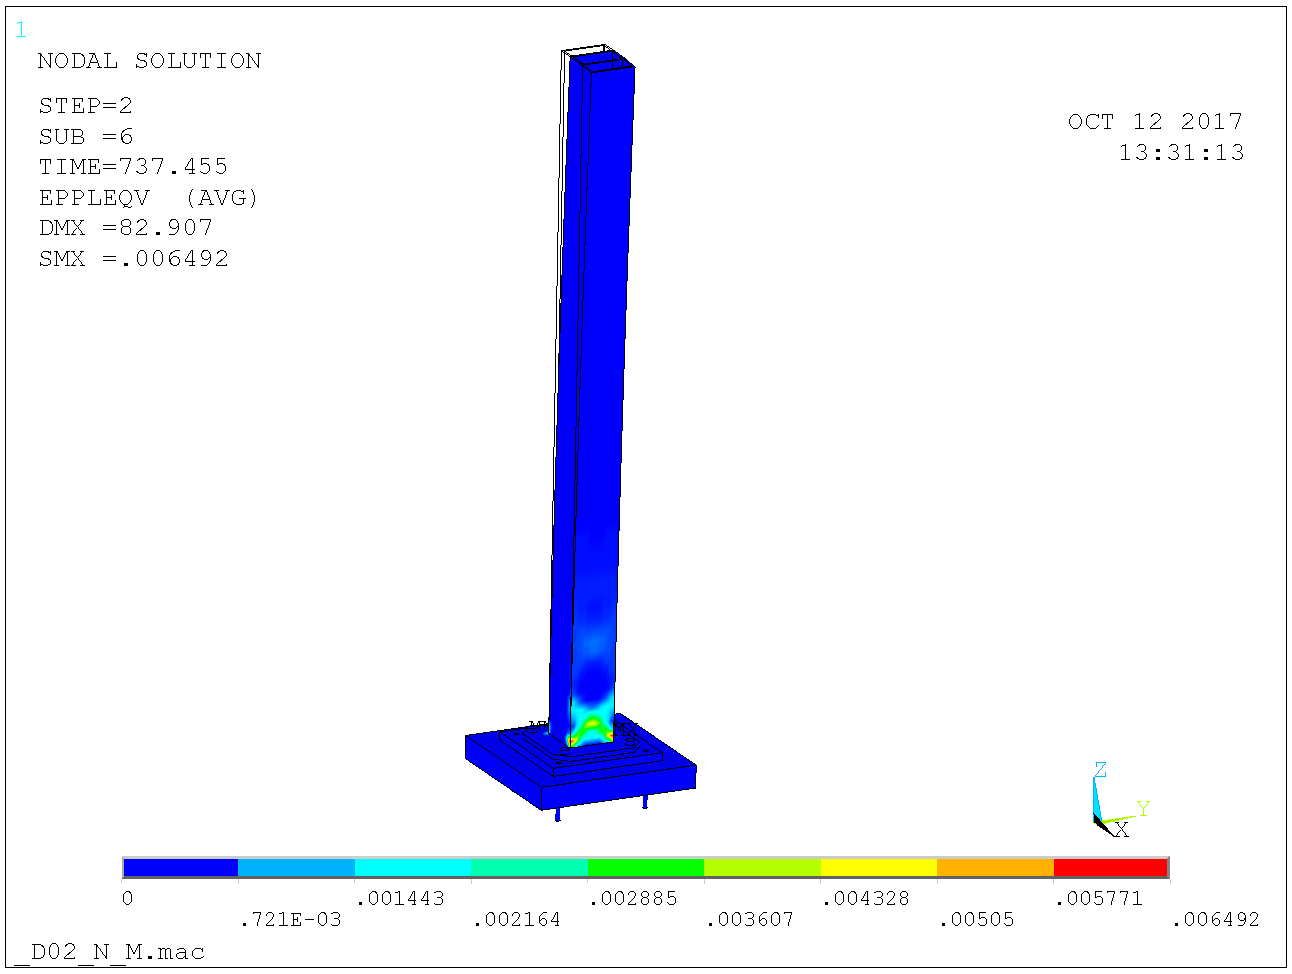 1
NODAL SOLUTION
STEP=2
SUB =6
TIME=737.455
EPPLEQV (AVG)
DMX =82.907
SMX =.006492
OCT 12 2017
13:31:13
Z
Y
X
0
.721E-03
.001443
.002164
.002885
.003607
.004328
.00505
.005771
.006492
_D02_N_M.mac